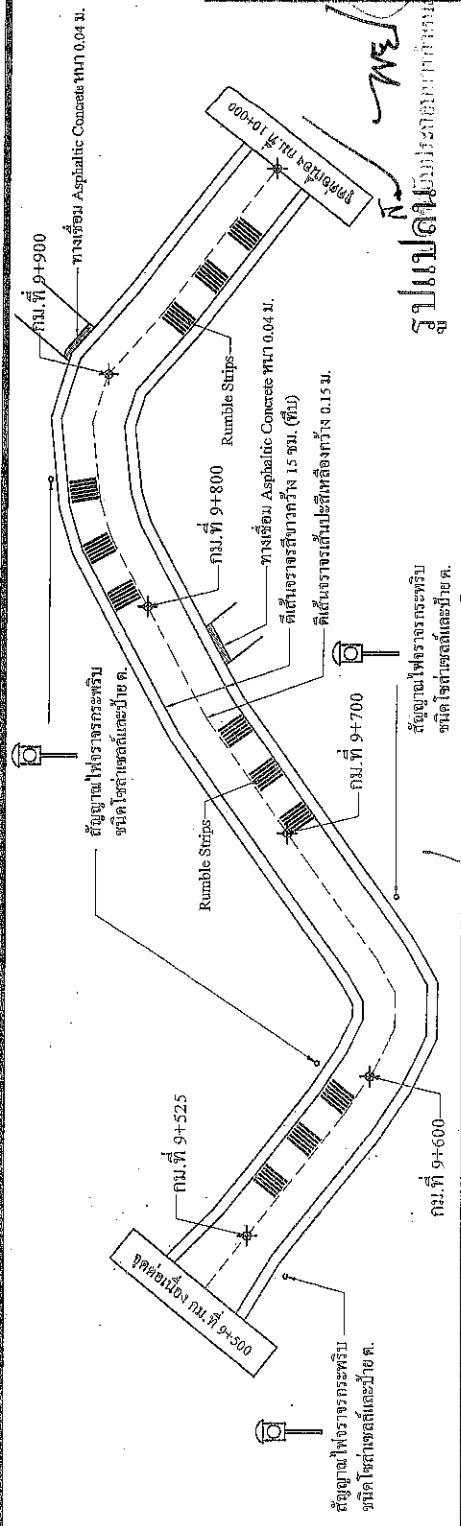 จุดต่อเนื่อง กม.ที่ 9+500
กม.ที่ 9+525
กม.ที่ 9+600
สัญญาณไฟจราจรกระพริบ
ชนิดโซล่าเซลล์และป้าย ต.
สัญญาณไฟจราจรกระพริบ
ชนิดโซล่าเซลล์และป้าย ต.
Rumble Strips
กม.ที่ 9+700
สัญญาณไฟจราจรกระพริบ
ชนิดโซล่าเซลล์และป้าย ต.
กม.ที่ 9+800
ทางเชื่อม Asphaltic Concrete หนา 0.04 ม.
ตีเส้นจราจรสีขาวกว้าง 15 ซม. (ทึบ)
ตีเส้นจราจรเส้นประสีเหลืองกว้าง 0.15 ม.
Rumble Strips
กม.ที่ 9+900
ทางเชื่อม Asphaltic Concrete หนา 0.04 ม.
จุดต่อเนื่อง กม.ที่ 10+000
N
รูปแปลน